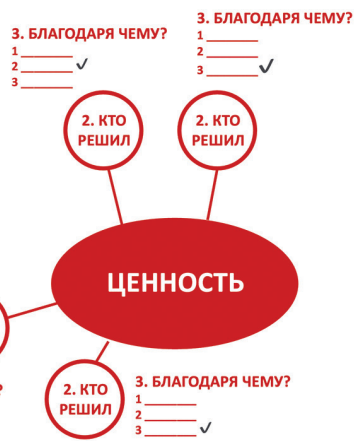 3. БЛАГОДАРЯ ЧЕМУ?
1 ________
2 ________ ✓
3 ________
3. БЛАГОДАРЯ ЧЕМУ?
1 ________
2 ________
3 ________ ✓
2. КТО
РЕШИЛ
2. КТО
РЕШИЛ
ЦЕННОСТЬ
?
2. КТО
РЕШИЛ
3. БЛАГОДАРЯ ЧЕМУ?
1 ________
2 ________
3 ________ ✓